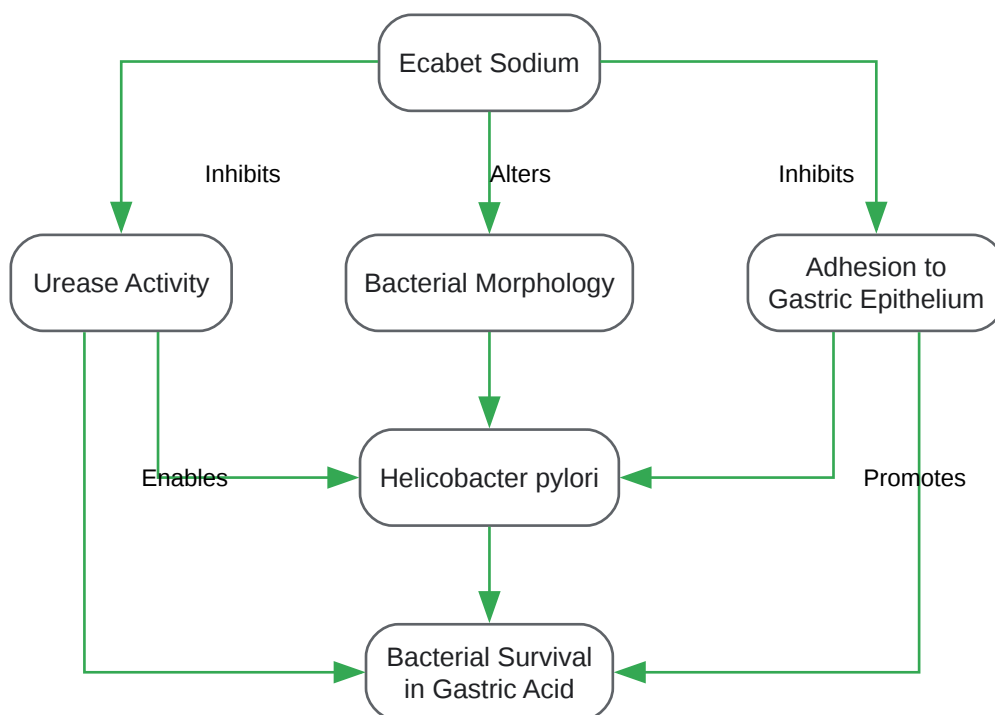 Ecabet Sodium
Inhibits
Alters
Inhibits
Urease Activity
Bacterial Morphology
Adhesion to
Gastric Epithelium
Enables
Helicobacter pylori
Promotes
Bacterial Survival
in Gastric Acid